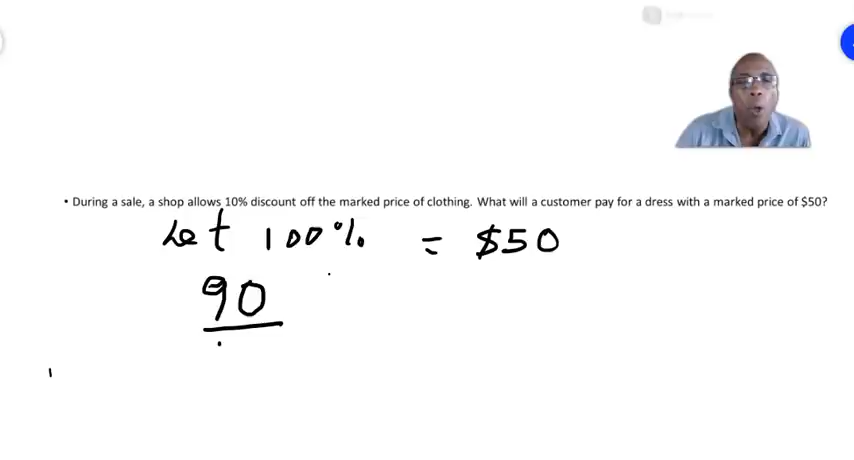 • During a sale, a shop allows 10% discount off the marked price of clothing. What will a customer pay for a dress with a marked price of $50?
Let 100% = $50
90